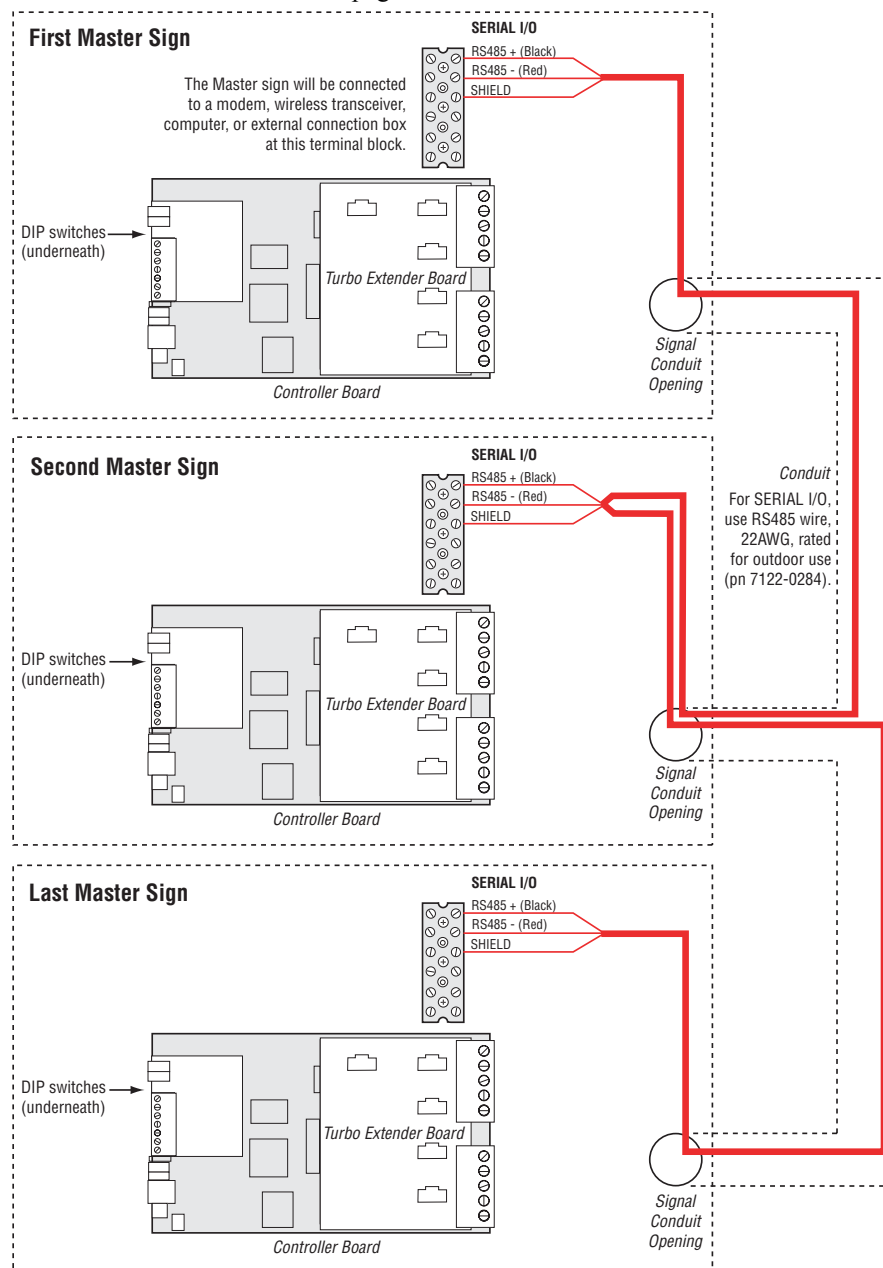 First Master Sign
SERIAL I/O
RS485 + (Black)
RS485 - (Red)
SHIELD
The Master sign will be connected
to a modem, wireless transceiver,
computer, or external connection box
at this terminal block.
DIP switches
(underneath)
Turbo Extender Board
Controller Board
Signal
Conduit
Opening
Second Master Sign
SERIAL I/O
RS485 + (Black)
RS485 - (Red)
SHIELD
Conduit
For SERIAL I/O,
use RS485 wire,
22AWG, rated
for outdoor use
(pn 7122-0284).
DIP switches
(underneath)
Turbo Extender Board
Controller Board
Signal
Conduit
Opening
Last Master Sign
SERIAL I/O
RS485 + (Black)
RS485 - (Red)
SHIELD
DIP switches
(underneath)
Turbo Extender Board
Controller Board
Signal
Conduit
Opening